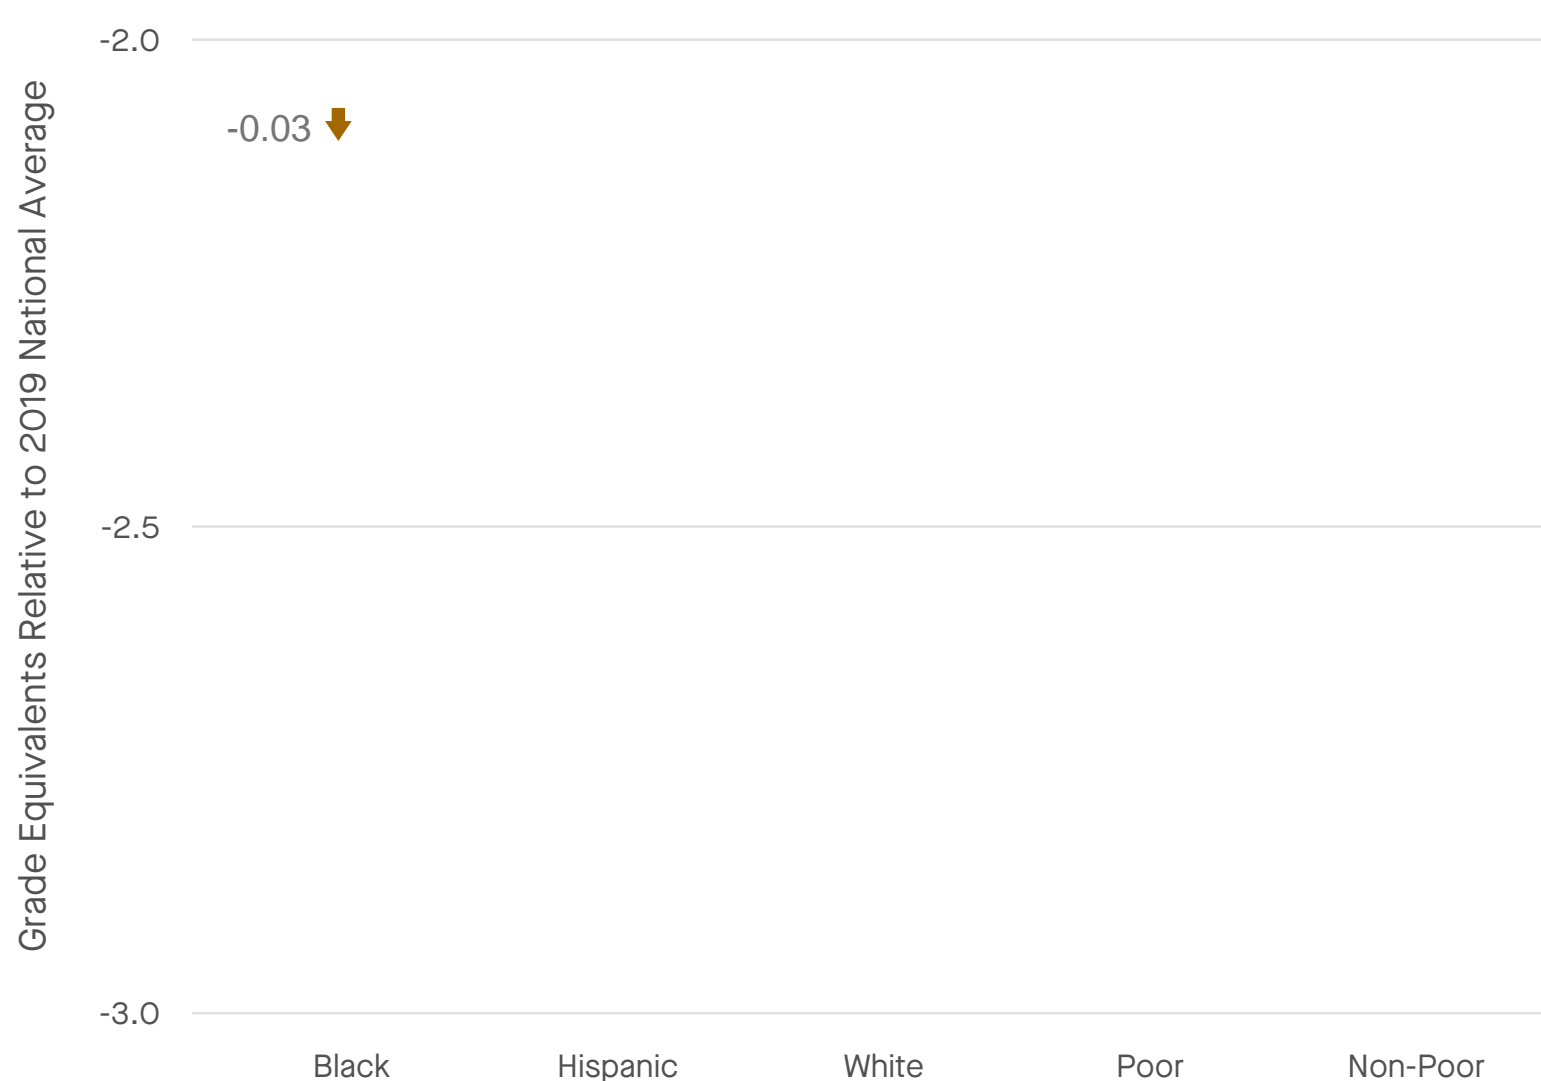 -2.0
-0.03
Grade Equivalents Relative to 2019 National Average
-2.5
-3.0
Black Hispanic White Poor Non-Poor